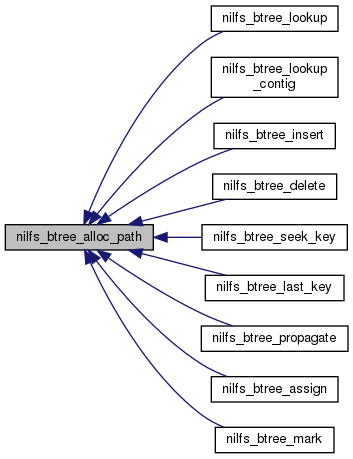 nilfs_btree_lookup
nilfs_btree_lookup
_contig
nilfs_btree_insert
nilfs_btree_delete
nilfs_btree_alloc_path
nilfs_btree_seek_key
nilfs_btree_last_key
nilfs_btree_propagate
nilfs_btree_assign
nilfs_btree_mark